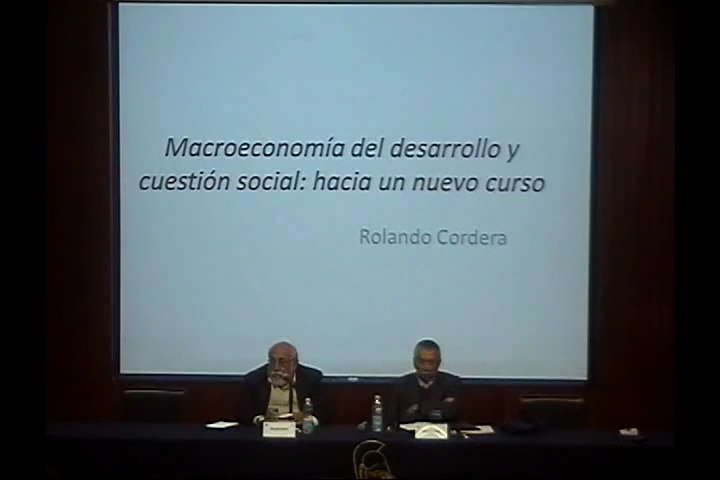 Macroeconomía del desarrollo y
cuestión social: hacia un nuevo curso
Rolando Cordera